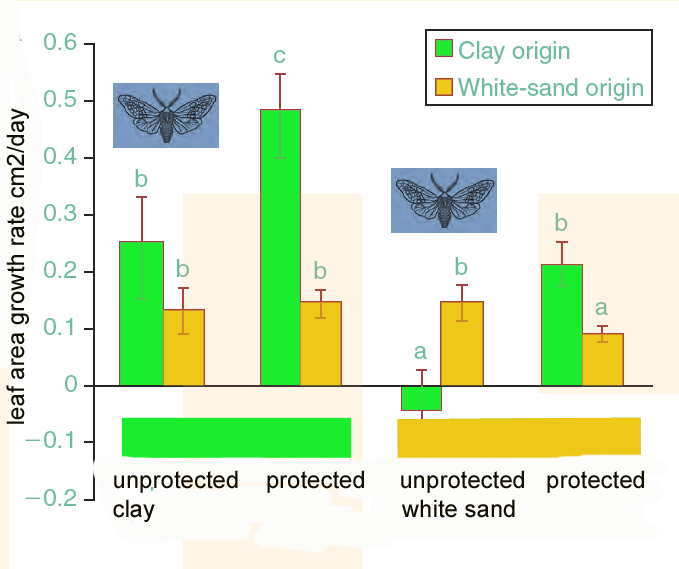 leaf area growth rate cm2/day
0.6
0.5
0.4
0.3
0.2
0.1
0
−0.1
−0.2
Clay origin
White-sand origin
b
b
c
b
a
b
b
a
unprotected protected unprotected protected
clay white sand